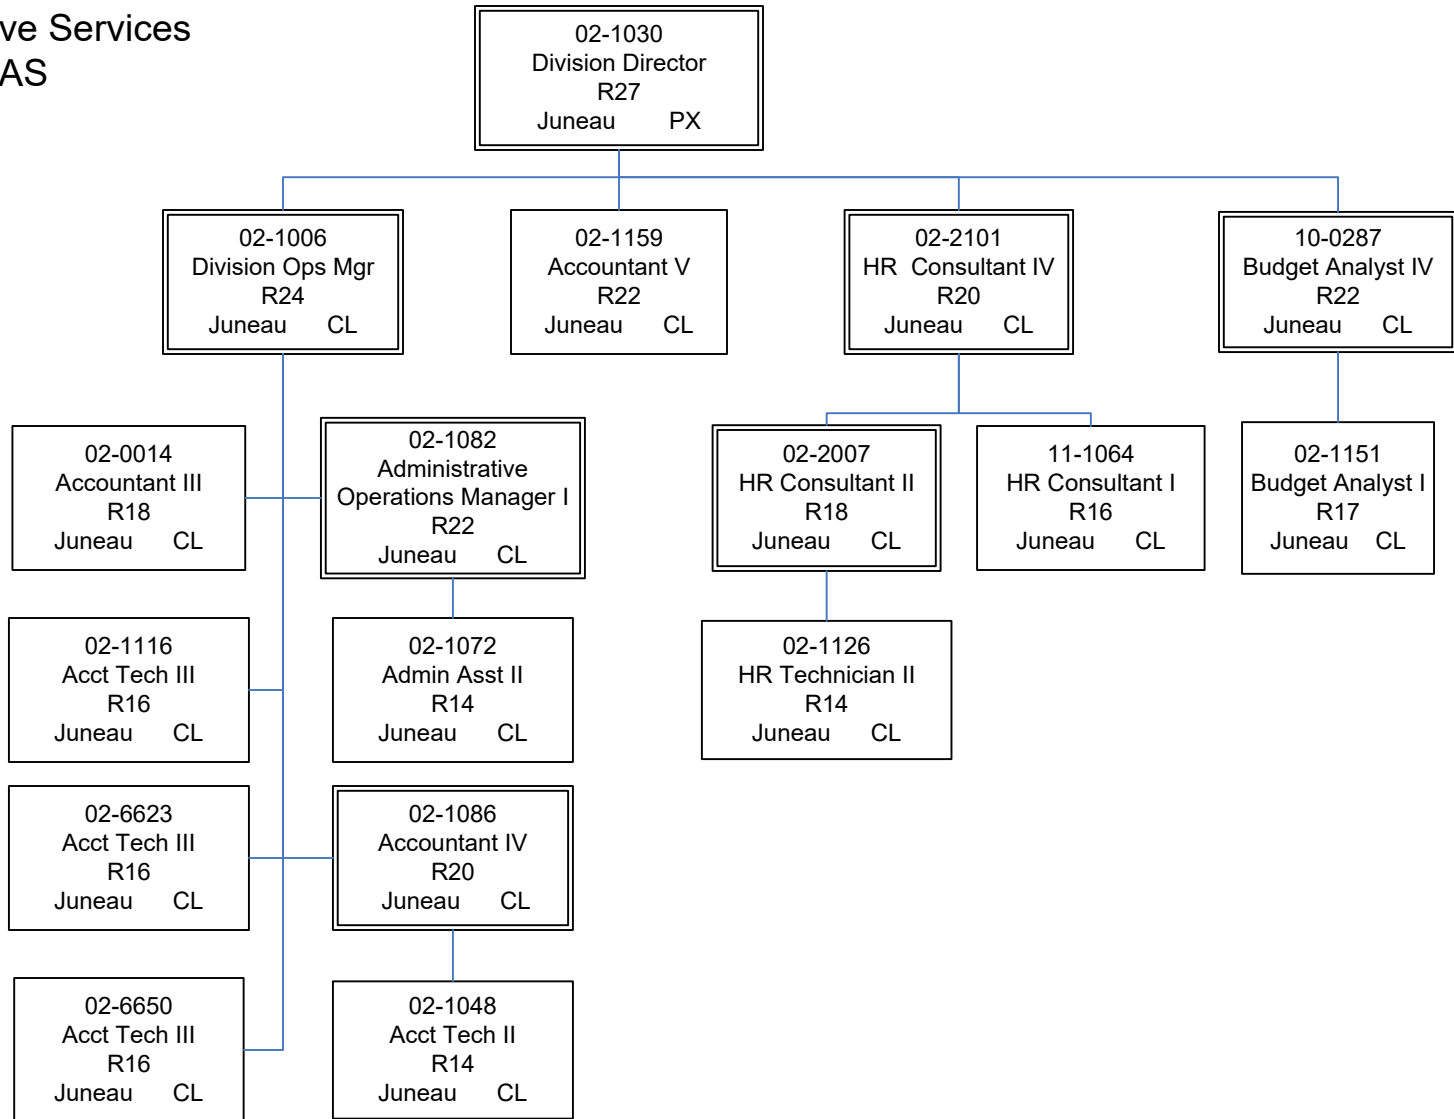 ve Services
AS
02-1030
Division Director
R27
Juneau PX
02-1006
Division Ops Mgr
R24
Juneau CL
02-1159
Accountant V
R22
Juneau CL
02-2101
HR Consultant IV
R20
Juneau CL
10-0287
Budget Analyst IV
R22
Juneau CL
02-0014
Accountant III
R18
Juneau CL
02-1082
Administrative
Operations Manager I
R22
Juneau CL
02-2007
HR Consultant II
R18
Juneau CL
11-1064
HR Consultant I
R16
Juneau CL
02-1151
Budget Analyst I
R17
Juneau CL
02-1116
Acct Tech III
R16
Juneau CL
02-1072
Admin Asst II
R14
Juneau CL
02-1126
HR Technician II
R14
Juneau CL
02-6623
Acct Tech III
R16
Juneau CL
02-1086
Accountant IV
R20
Juneau CL
02-6650
Acct Tech III
R16
Juneau CL
02-1048
Acct Tech II
R14
Juneau CL